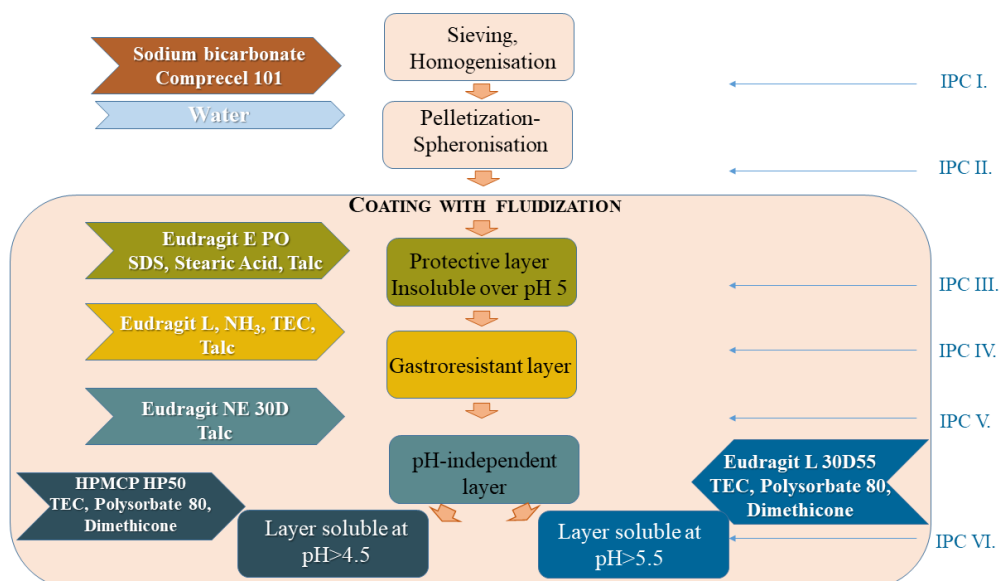 Sieving,
Homogenisation
Sodium bicarbonate
Comprecel 101
IPC I.
Water
Pelletization-
Spheronisation
IPC II.
COATING WITH FLUIDIZATION
Eudragit E PO
SDS, Stearic Acid, Talc
Protective layer
Insoluble over pH 5
IPC III.
Eudragit L, NH₃, TEC,
Talc
Gastroresistant layer
IPC IV.
Eudragit NE 30D
Talc
IPC V.
pH-independent
layer
HPMCP HP50
TEC, Polysorbate 80,
Dimethicone
Eudragit L 30D55
TEC, Polysorbate 80,
Dimethicone
Layer soluble at
pH>4.5
Layer soluble at
pH>5.5
IPC VI.